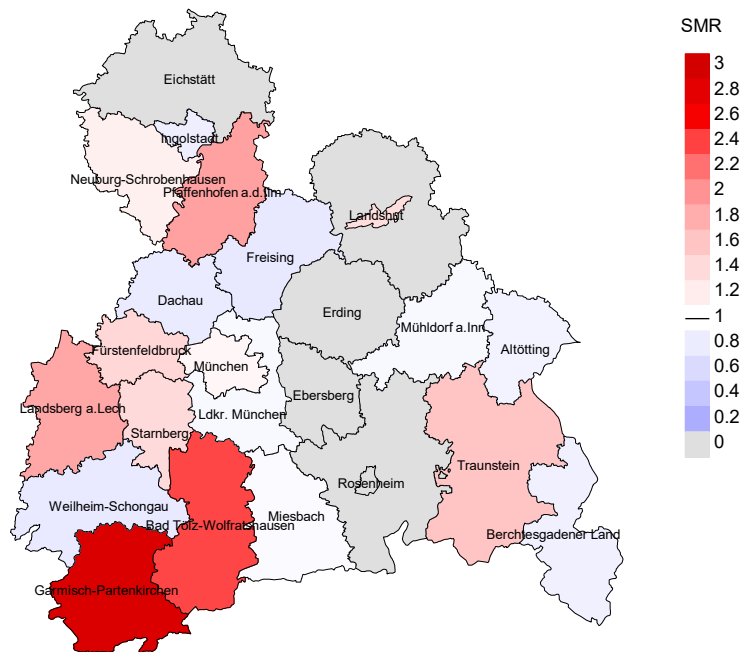 SMR
3
2.8
2.6
2.4
2.2
2
1.8
1.6
1.4
1.2
1
0.8
0.6
0.4
0.2
0
Eichstätt
Ingolstadt
Neuburg-Schrobenhausen
Pfaffenhofen a.d.Ilm
Landshut
Freising
Dachau
Erding
Mühldorf a.Inn
Altötting
Fürstenfeldbruck
München
Ebersberg
Landsberg a.Lech
Ldkr. München
Starnberg
Traunstein
Rosenheim
Weilheim-Schongau
Miesbach
Bad Tölz-Wolfratshausen
Berchtesgadener Land
Garmisch-Partenkirchen